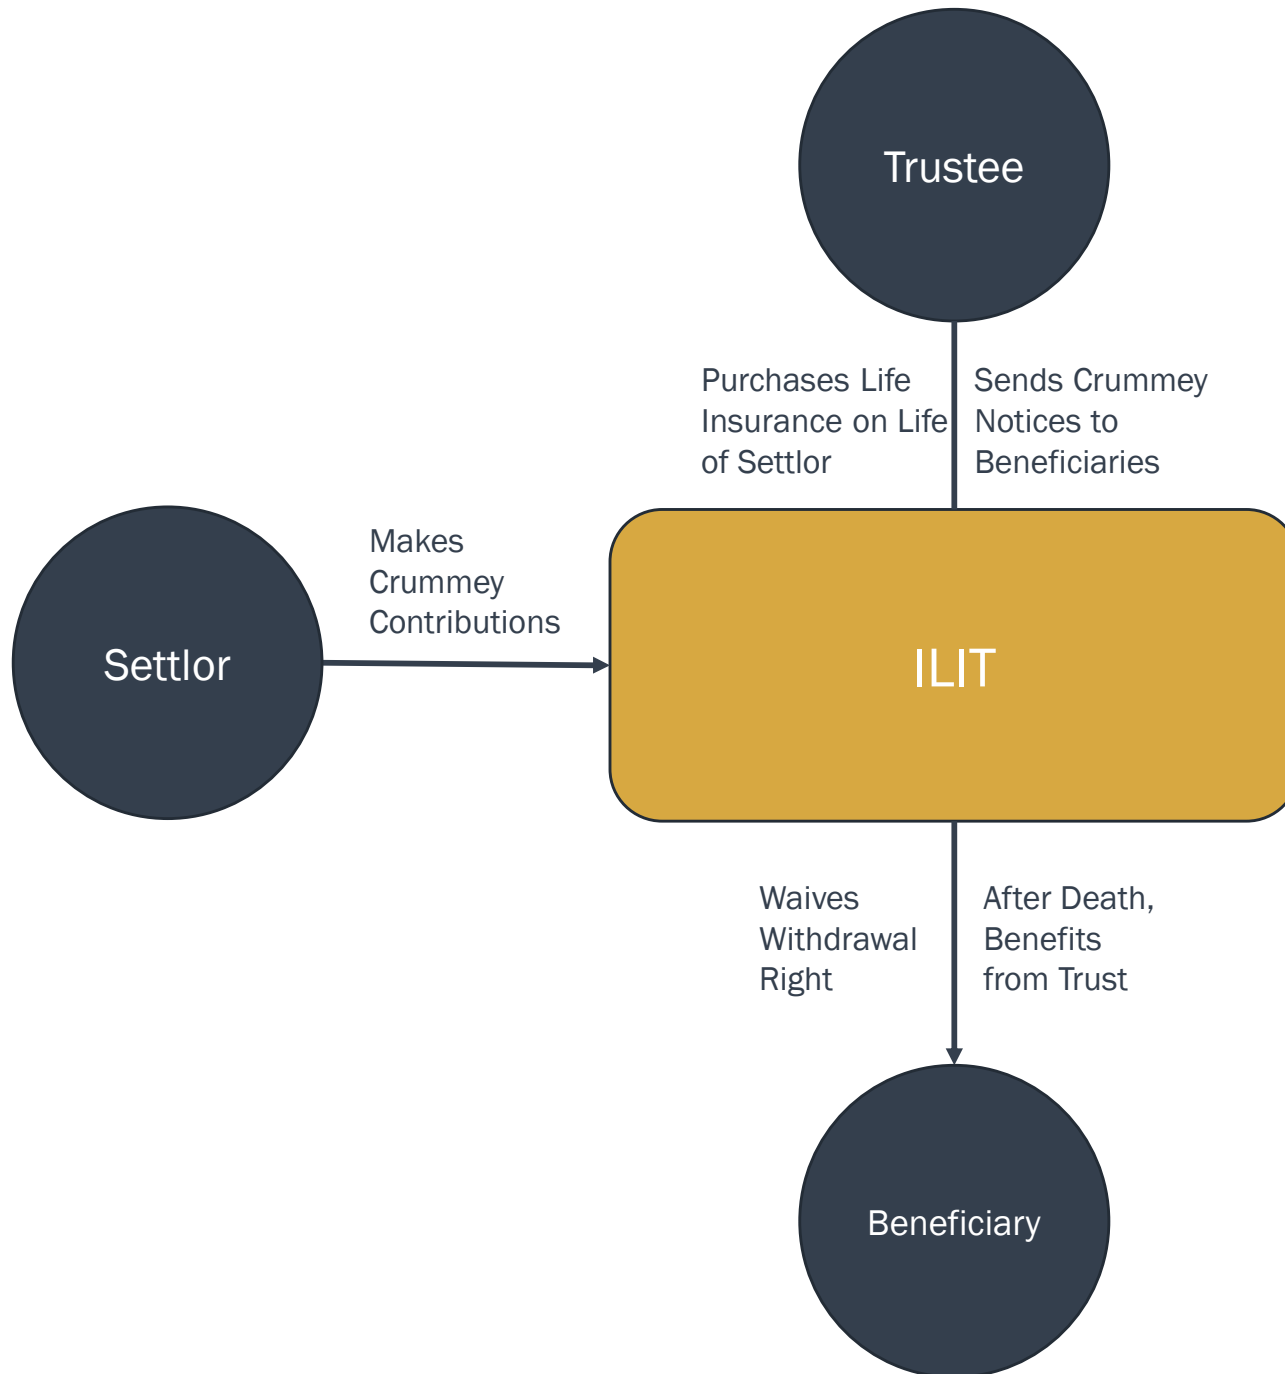 Trustee
Purchases Life
Insurance on Life
of Settlor
Sends Crummey
Notices to
Beneficiaries
Makes
Crummey
Contributions
Settlor
ILIT
Waives
Withdrawal
Right
After Death,
Benefits
from Trust
Beneficiary